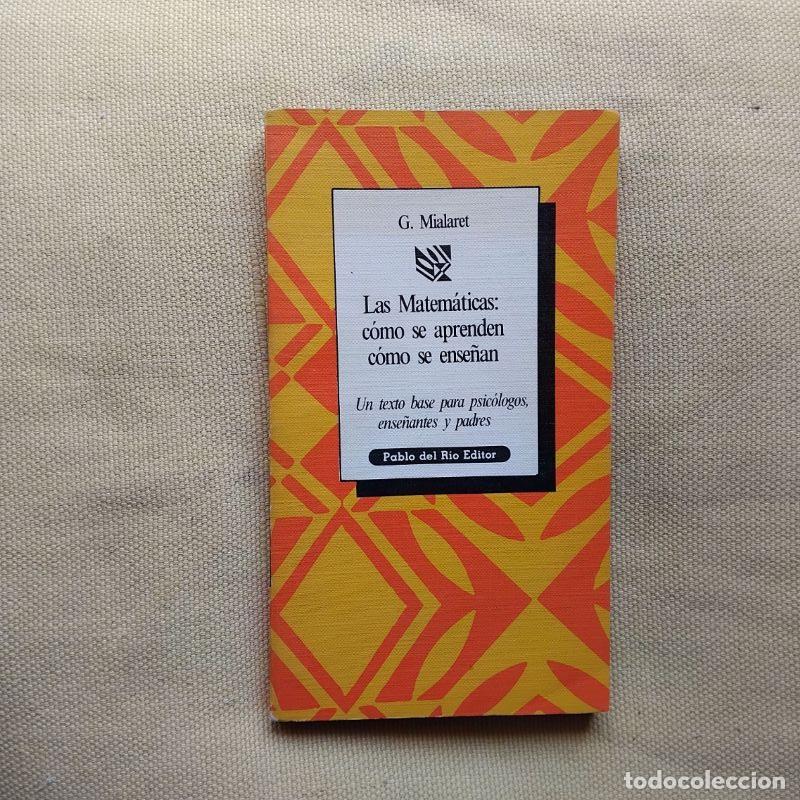 G. Mialaret
Las Matemáticas:
cómo se aprenden
cómo se enseñan
Un texto base para psicólogos,
enseñantes y padres
Pablo del Rio Editor
todocoleccion